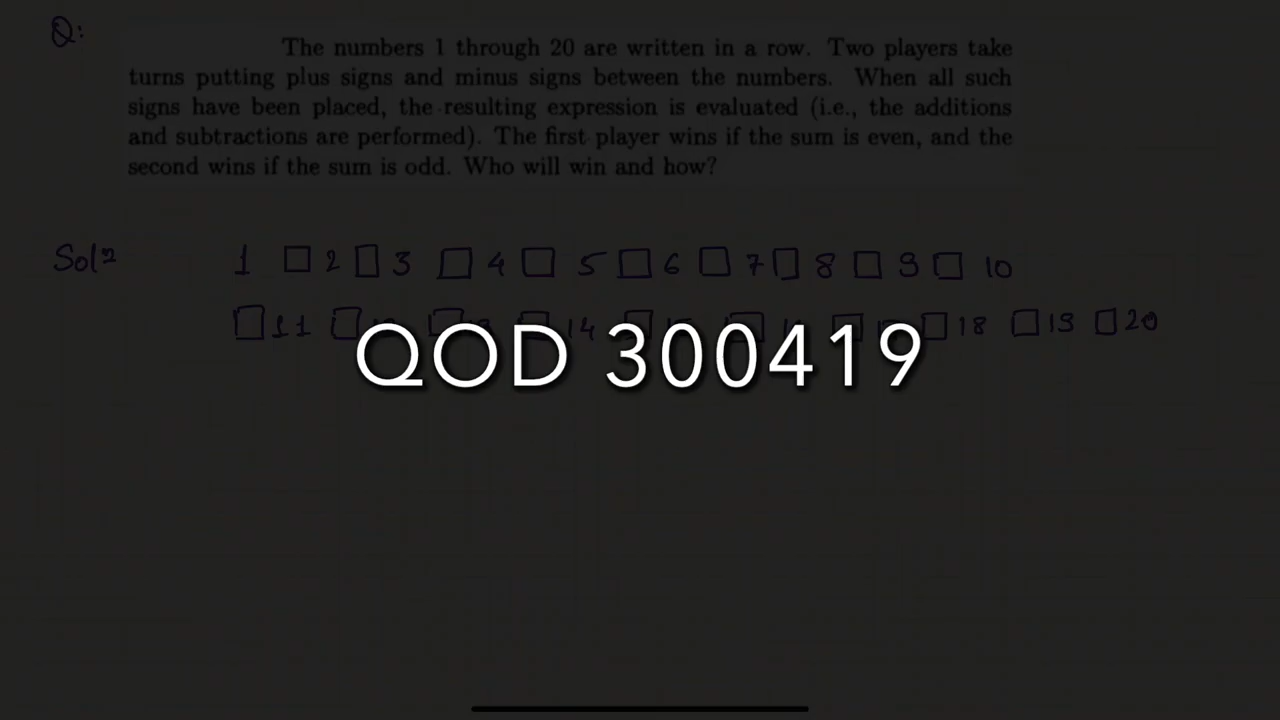 Q:
The numbers 1 through 20 are written in a row. Two players take
turns putting plus signs and minus signs between the numbers. When all such
signs have been placed, the resulting expression is evaluated (i.e., the additions
and subtractions are performed). The first player wins if the sum is even, and the
second wins if the sum is odd. Who will win and how?
Sol² 1 □ 2 □ 3 □ 4 □ 5 □ 6 □ 7 □ 8 □ 9 □ 10
□ 11 □ □ □ 14 □ □ □ □ 18 □ 19 □ 20
QOD 300419